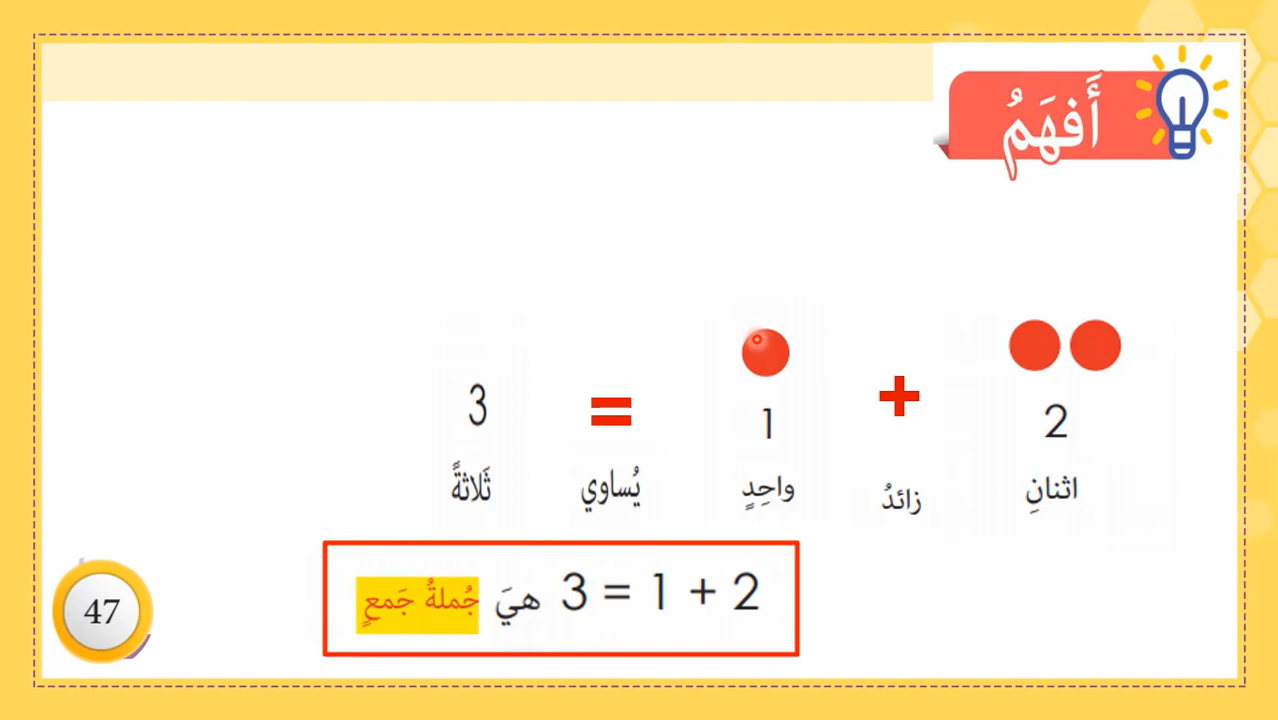 أَفهَمُ
2 + 1 = 3
اثنانِ زائدُ واحِدٍ يُساوي ثَلاثةً
2 + 1 = 3 هيَ جُملةُ جَمعٍ
47